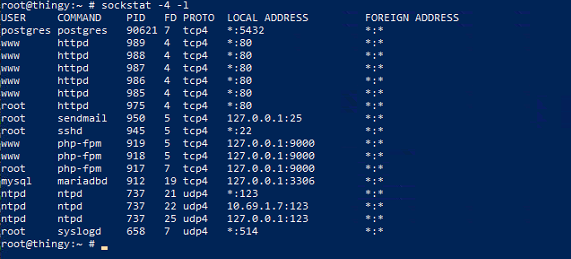 root@thingy:~ # sockstat -4 -l
USER     COMMAND    PID   FD PROTO  LOCAL ADDRESS         FOREIGN ADDRESS
postgres postgres   90621 7  tcp4   *:5432                *:*
www      httpd      989   4  tcp4   *:80                  *:*
www      httpd      988   4  tcp4   *:80                  *:*
www      httpd      987   4  tcp4   *:80                  *:*
www      httpd      986   4  tcp4   *:80                  *:*
www      httpd      985   4  tcp4   *:80                  *:*
root     httpd      975   4  tcp4   *:80                  *:*
root     sendmail   950   5  tcp4   127.0.0.1:25          *:*
root     sshd       945   5  tcp4   *:22                  *:*
www      php-fpm    919   5  tcp4   127.0.0.1:9000        *:*
www      php-fpm    918   5  tcp4   127.0.0.1:9000        *:*
root     php-fpm    917   7  tcp4   127.0.0.1:9000        *:*
mysql    mariadbd   912   19 tcp4   127.0.0.1:3306        *:*
ntpd     ntpd       737   21 udp4   *:123                 *:*
ntpd     ntpd       737   22 udp4   10.69.1.7:123         *:*
ntpd     ntpd       737   25 udp4   127.0.0.1:123         *:*
root     syslogd    658   7  udp4   *:514                 *:*
root@thingy:~ #